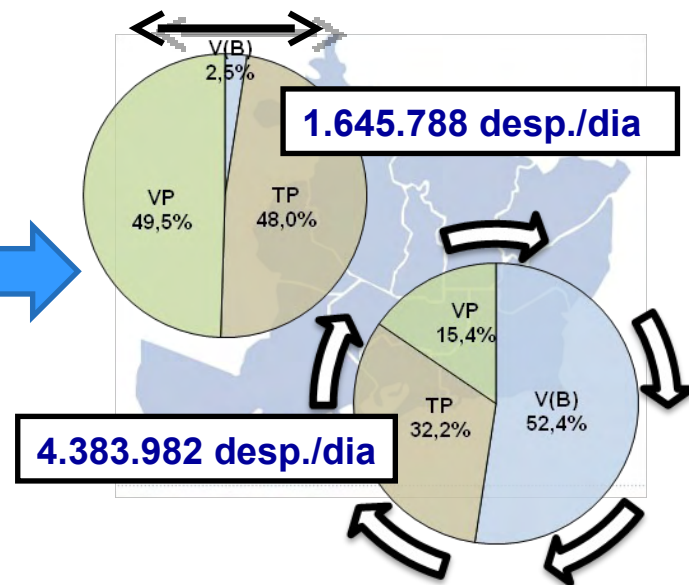 V(B)
2,5%
1.645.788 desp./dia
VP
49,5%
TP
48,0%
VP
15,4%
TP
32,2%
V(B)
52,4%
4.383.982 desp./dia